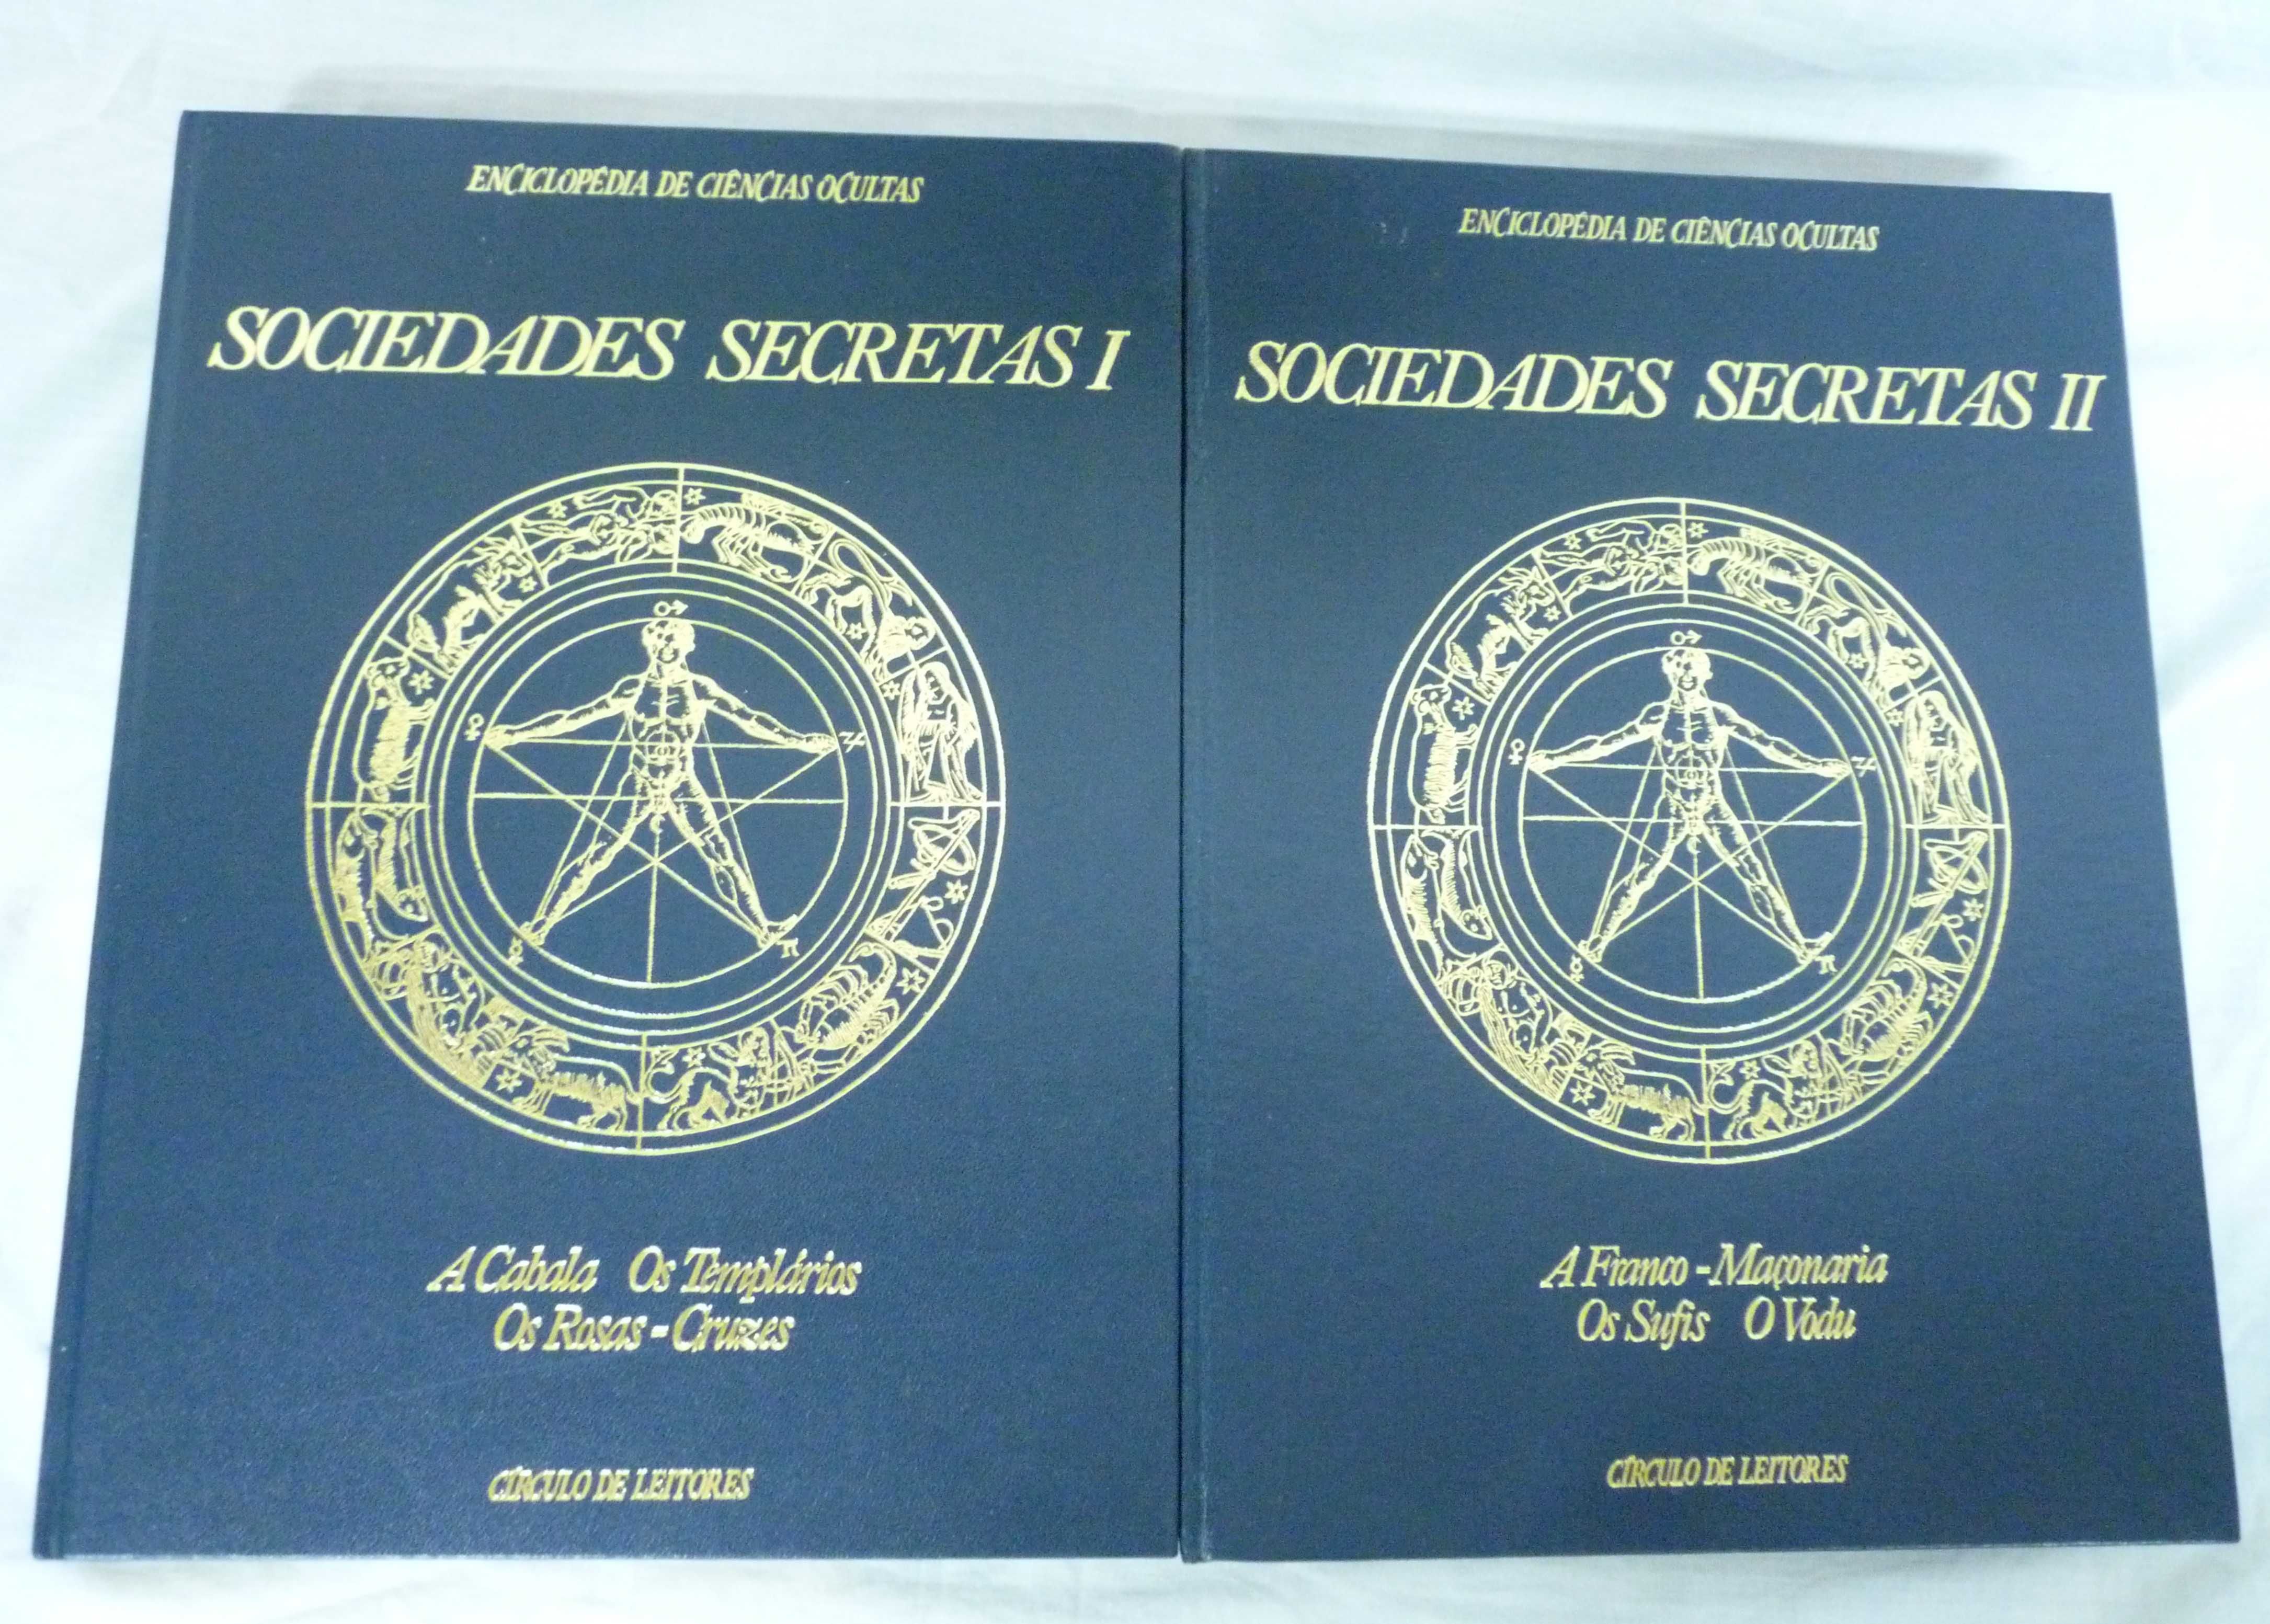 ENCICLOPÉDIA DE CIÊNCIAS OCULTAS
SOCIEDADES SECRETAS I
A Cabala Os Templários
Os Rosas-Cruzes
CÍRCULO DE LEITORES
ENCICLOPÉDIA DE CIÊNCIAS OCULTAS
SOCIEDADES SECRETAS II
A Franco-Maçonaria
Os Sufis O Vodu
CÍRCULO DE LEITORES